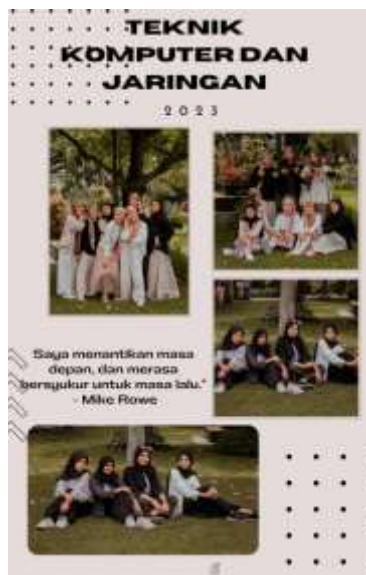 TEKNIK
KOMPUTER DAN
JARINGAN
2023
Saya menantikan masa
depan, dan merasa
bersyukur untuk masa lalu."
- Mike Rowe